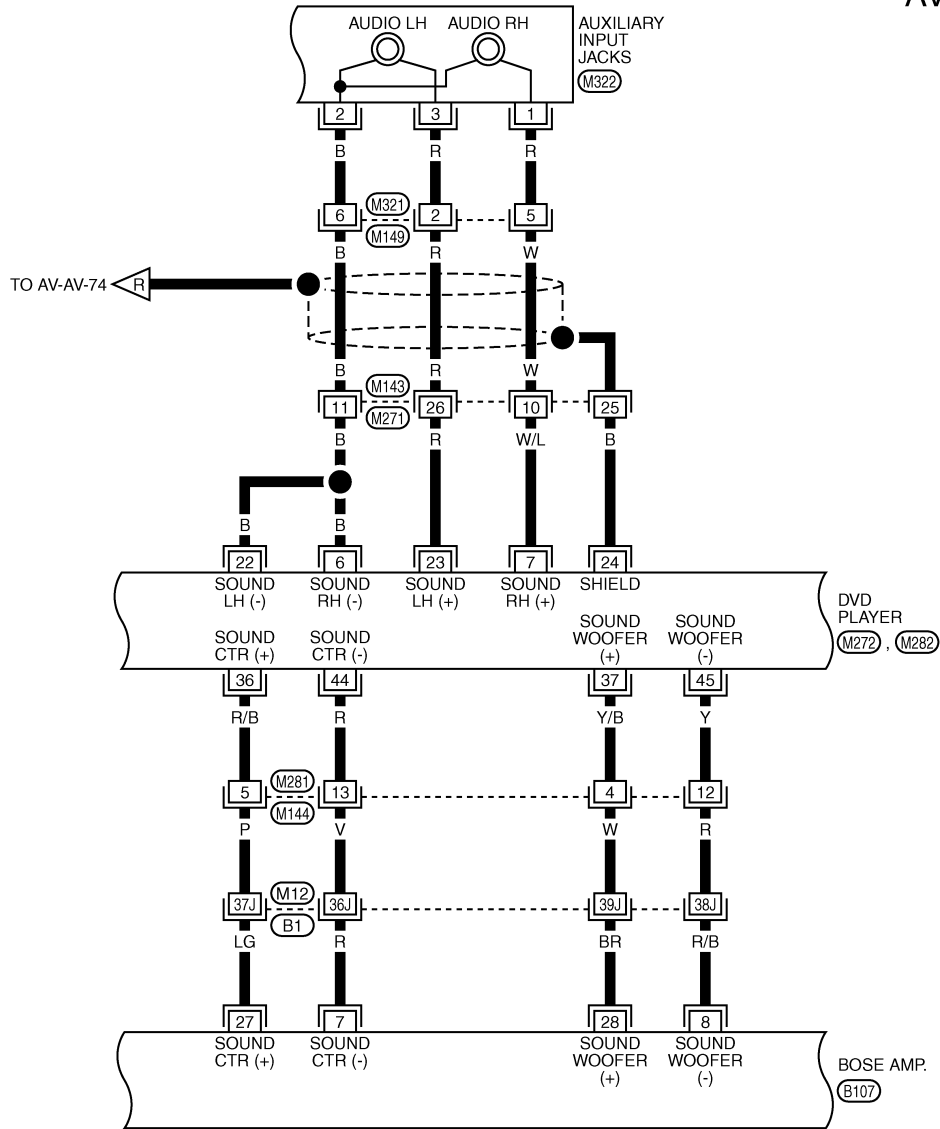 AV
AUDIO LH AUDIO RH
AUXILIARY
INPUT
JACKS
M322
2 3 1
B R R
M321
6 2 5
M149
B R W
TO AV-AV-74 R
B R W
M143
11 26 10 25
M271
B R W/L B
B B
22 6 23 7 24
SOUND SOUND SOUND SOUND SHIELD
LH (-) RH (-) LH (+) RH (+)
DVD
PLAYER
M272 , M282
SOUND SOUND SOUND SOUND
CTR (+) CTR (-) WOOFER WOOFER
(+) (-)
36 44 37 45
R/B R Y/B Y
M281
5 13 4 12
M144
P V W R
M12
37J 36J 39J 38J
B1
LG R BR R/B
27 7 28 8
SOUND SOUND SOUND SOUND
CTR (+) CTR (-) WOOFER WOOFER
(+) (-)
BOSE AMP.
B107